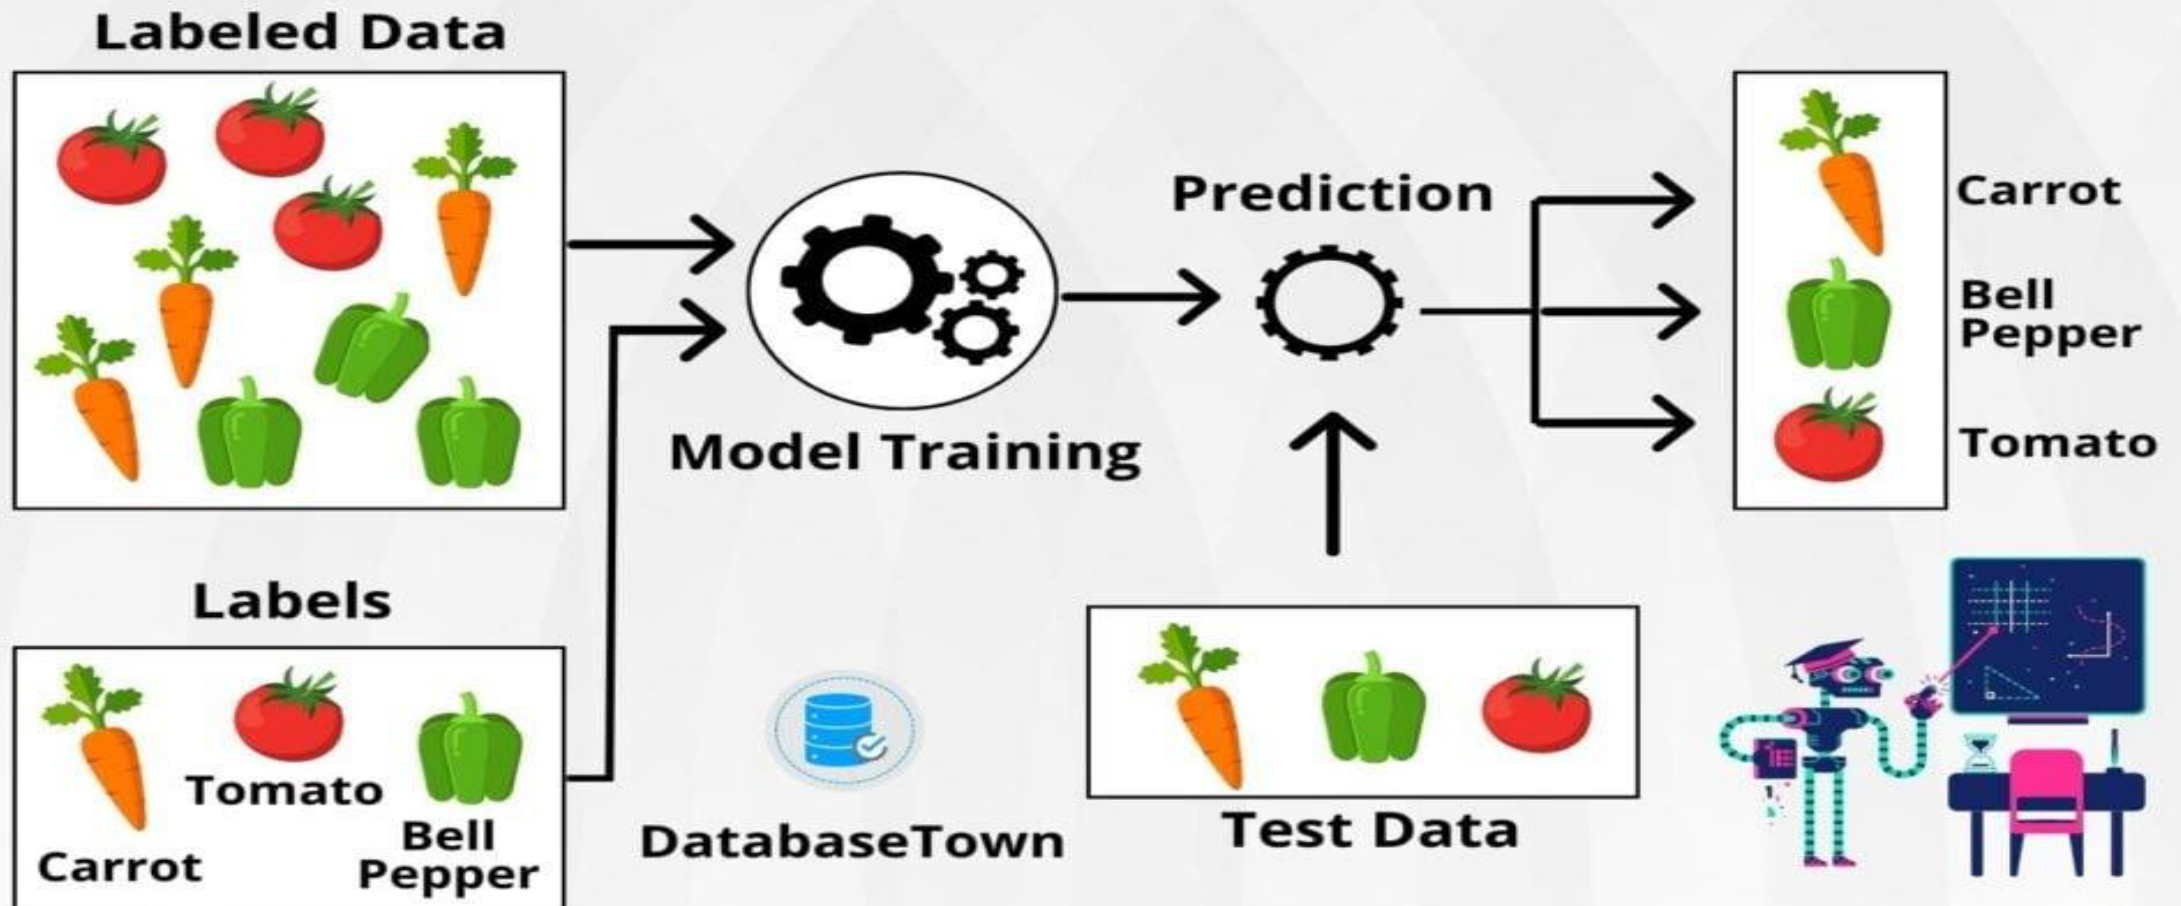 Labeled Data
Prediction
Carrot
Bell
Pepper
Tomato
Model Training
Labels
Tomato
Bell
Pepper
Carrot
DatabaseTown
Test Data